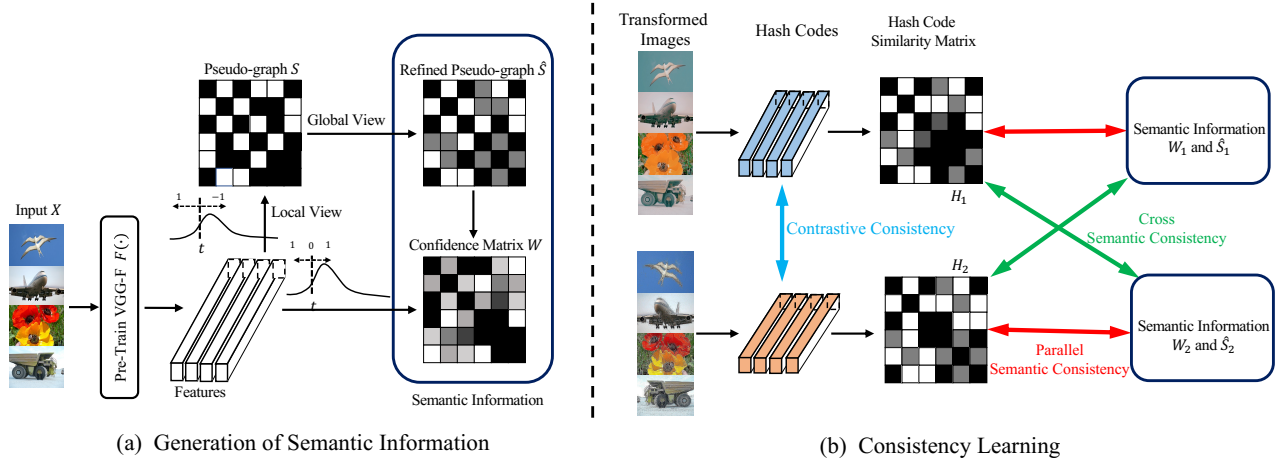 Pseudo-graph S
Refined Pseudo-graph Ŝ
Global View
1 −1
t
Local View
Input X
Pre-Train VGG-F F(·)
Features
1 0 1
t
Confidence Matrix W
Semantic Information
(a) Generation of Semantic Information
Transformed
Images
Hash Codes
Hash Code
Similarity Matrix
H₁
Semantic Information
W₁ and Ŝ₁
Contrastive Consistency
Cross
Semantic Consistency
H₂
Semantic Information
W₂ and Ŝ₂
Parallel
Semantic Consistency
(b) Consistency Learning